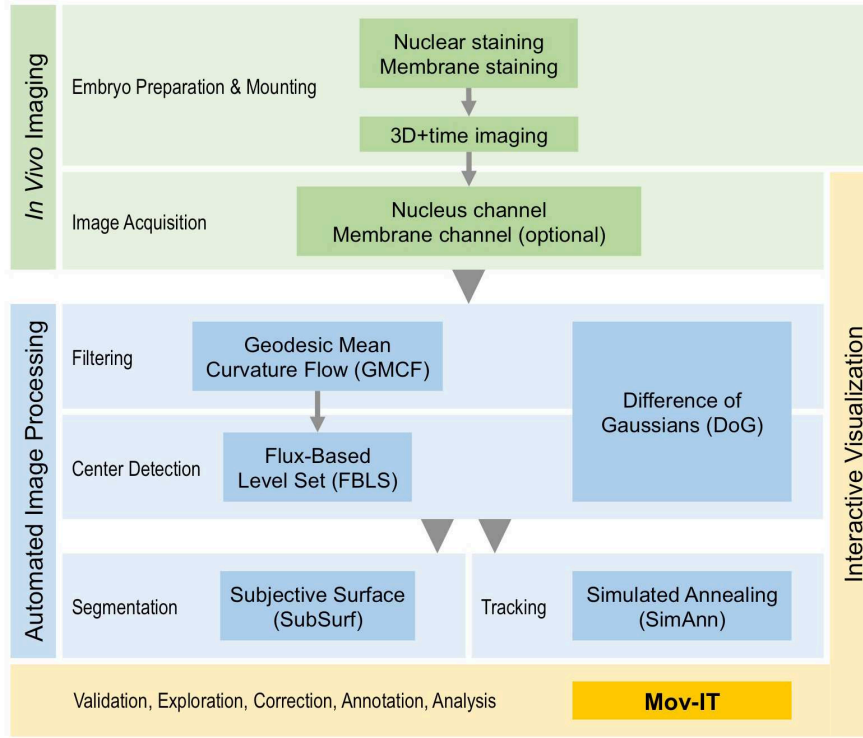 In Vivo Imaging
Embryo Preparation & Mounting
Nuclear staining
Membrane staining
3D+time imaging
Image Acquisition
Nucleus channel
Membrane channel (optional)
Automated Image Processing
Filtering
Geodesic Mean
Curvature Flow (GMCF)
Difference of
Gaussians (DoG)
Center Detection
Flux-Based
Level Set (FBLS)
Segmentation
Subjective Surface
(SubSurf)
Tracking
Simulated Annealing
(SimAnn)
Interactive Visualization
Validation, Exploration, Correction, Annotation, Analysis
Mov-IT